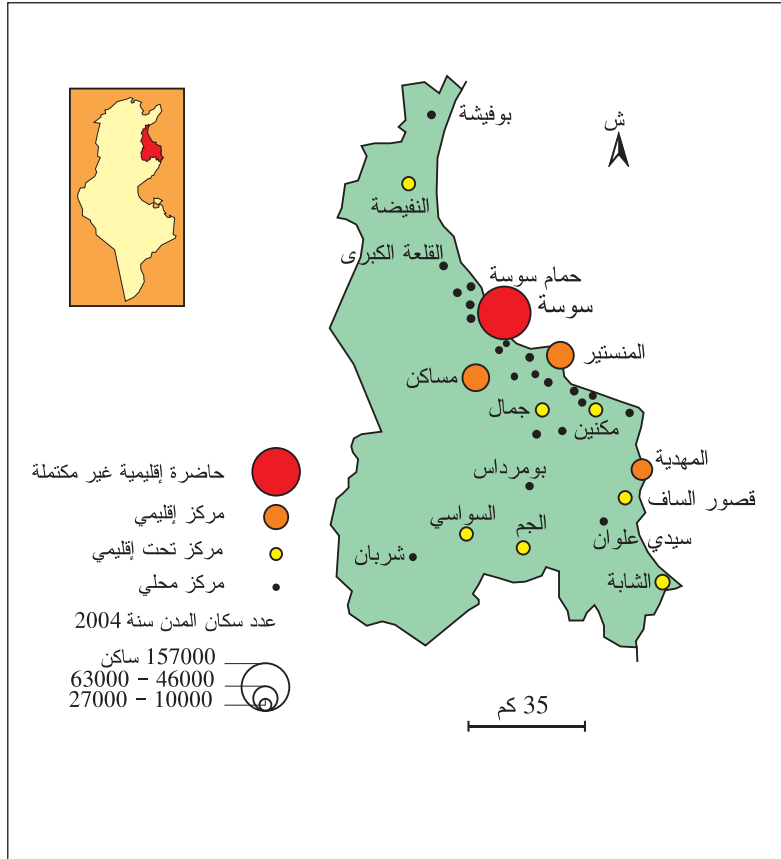 بوفيشة
ش
النفيضة
القلعة الكبرى
حمام سوسة
سوسة
المنستير
مساكن
جمال
مكنين
المهدية
بومرداس
قصور الساف
السواسي
الجم
سيدي علوان
شربان
الشابة
حاضرة إقليمية غير مكتملة
مركز إقليمي
مركز تحت إقليمي
مركز محلي
عدد سكان المدن سنة 2004
157000 ساكن
63000 – 46000
27000 – 10000
35 كم